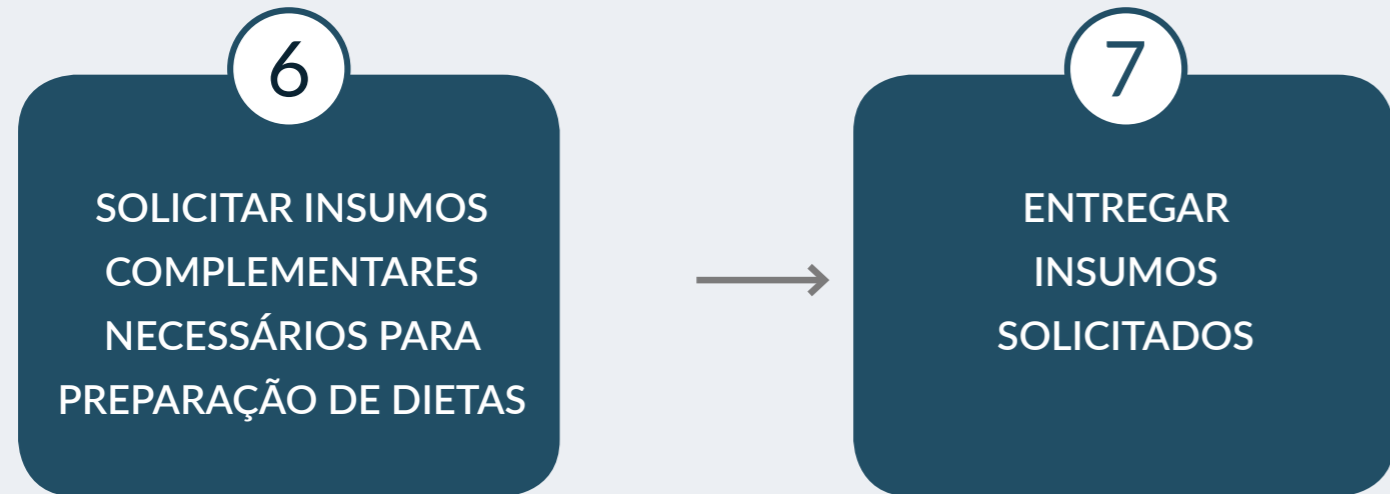 6
SOLICITAR INSUMOS
COMPLEMENTARES
NECESSÁRIOS PARA
PREPARAÇÃO DE DIETAS
7
ENTREGAR
INSUMOS
SOLICITADOS